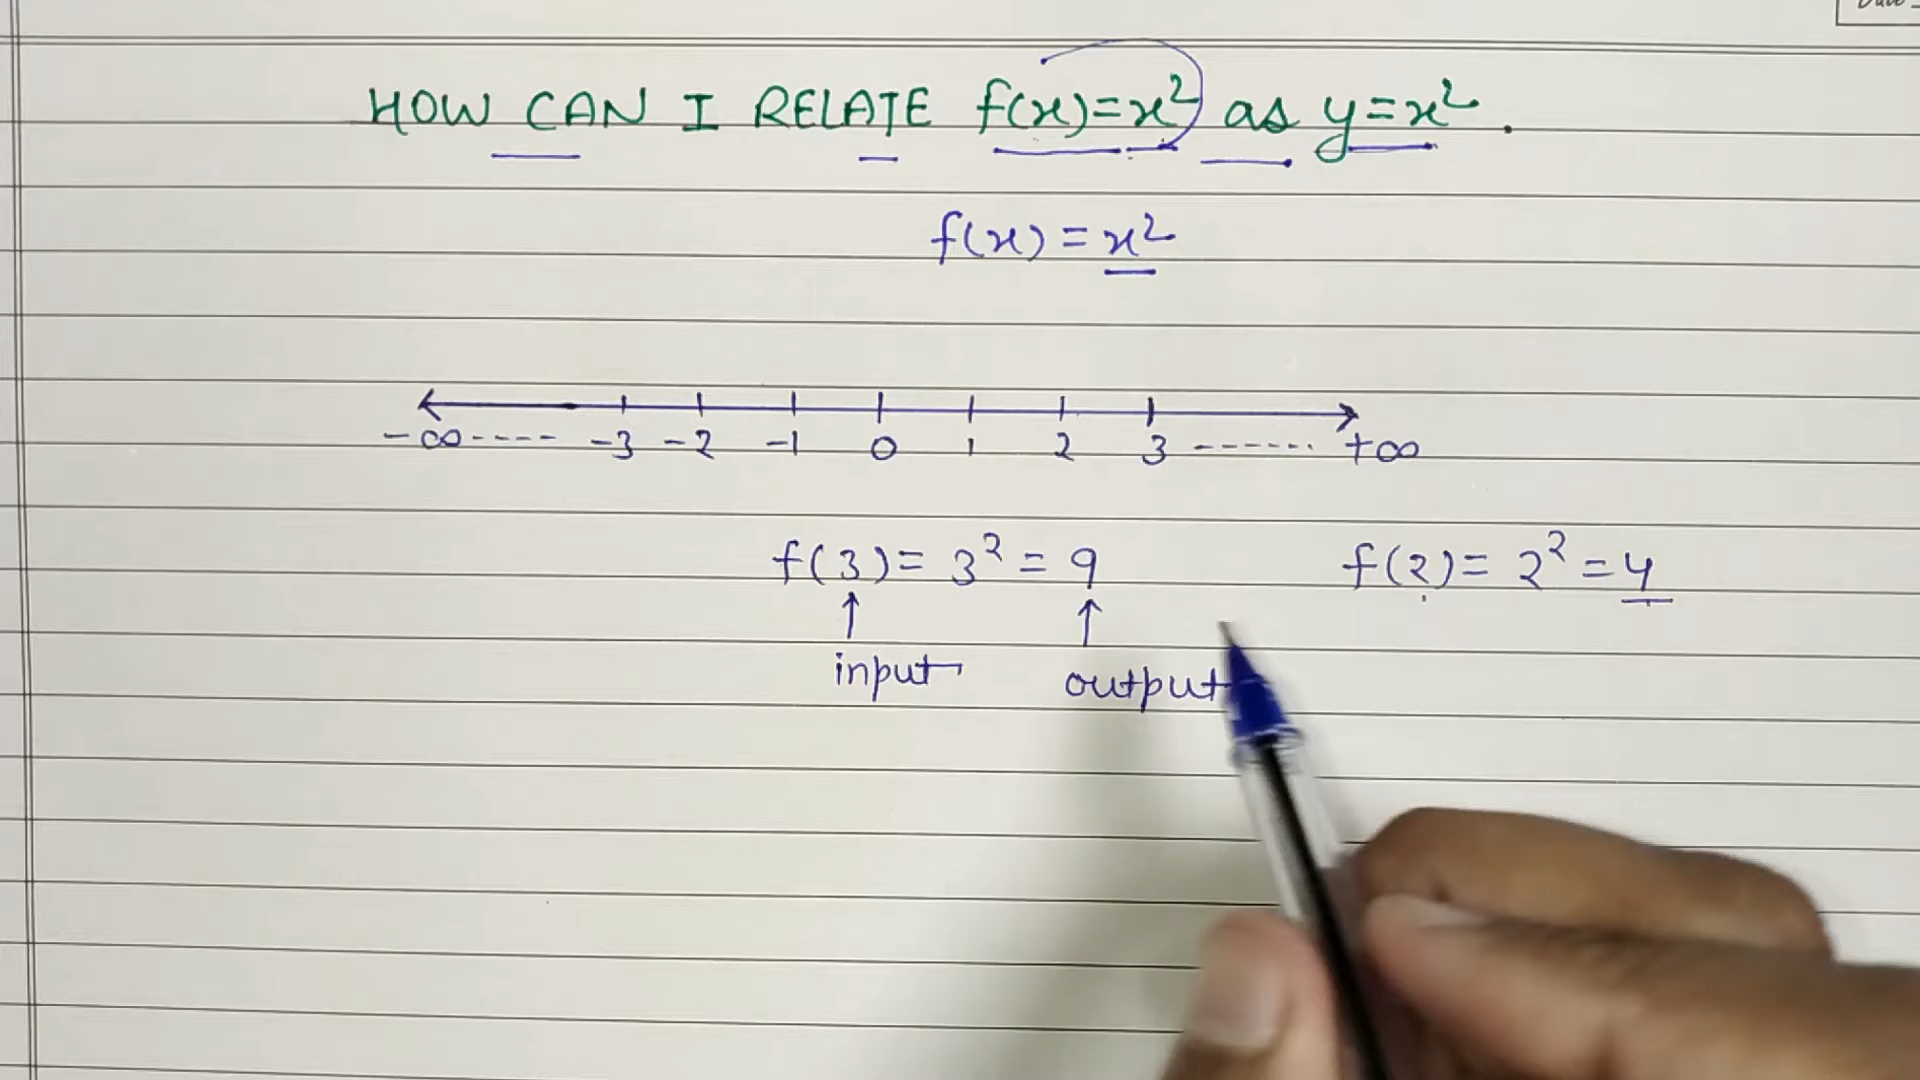 HOW CAN I RELATE f(x)=x² as y=x².
f(x) = x²
-∞---- -3 -2 -1 0 1 2 3 ------. +∞
f(3)= 3² = 9 f(2)= 2² = 4
↑ ↑
input output